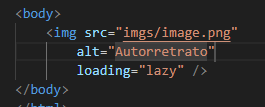 <body>
<img src="imgs/image.png"
alt="Autorretrato"
loading="lazy" />
</body>
</html>